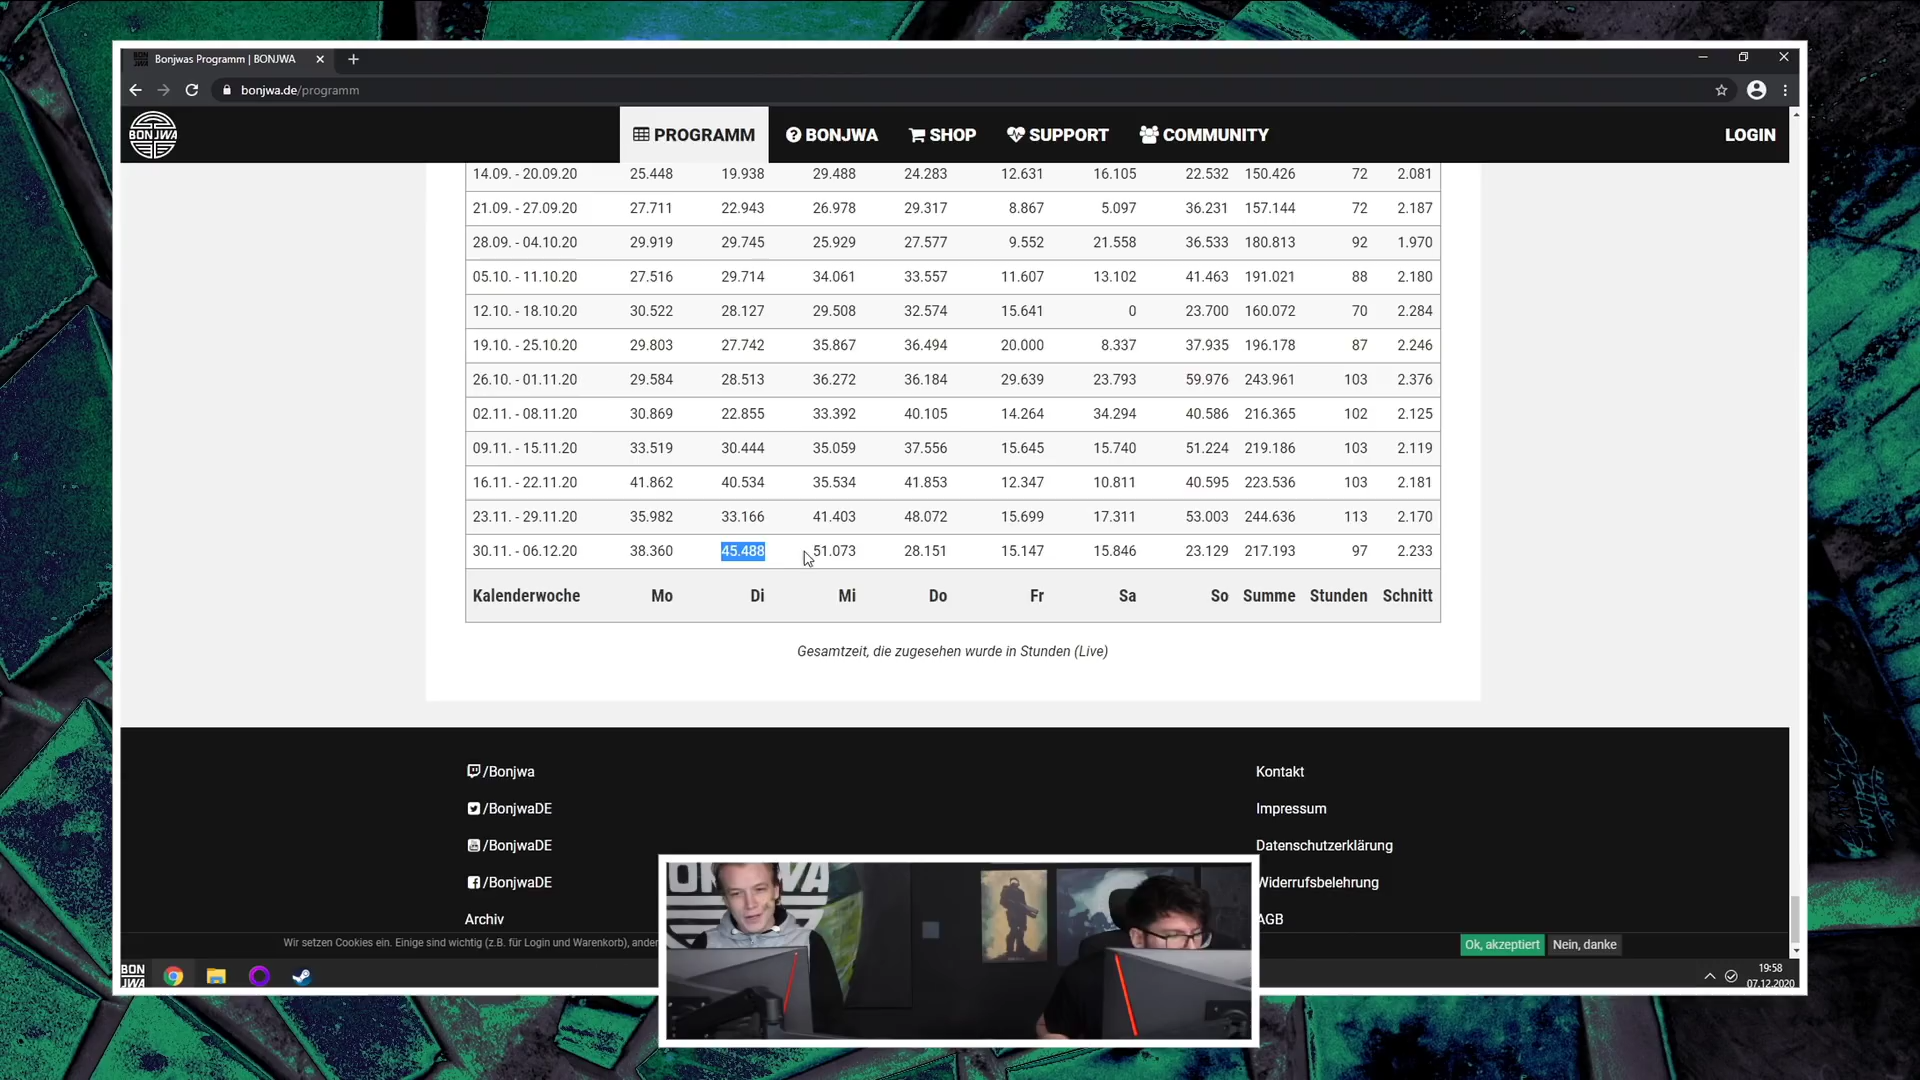 Bonjwas Programm | BONJWA
bonjwa.de/programm
BONJWA
PROGRAMM BONJWA SHOP SUPPORT COMMUNITY LOGIN
14.09. - 20.09.20 25.448 19.938 29.488 24.283 12.631 16.105 22.532 150.426 72 2.081
21.09. - 27.09.20 27.711 22.943 26.978 29.317 8.867 5.097 36.231 157.144 72 2.187
28.09. - 04.10.20 29.919 29.745 25.929 27.577 9.552 21.558 36.533 180.813 92 1.970
05.10. - 11.10.20 27.516 29.714 34.061 33.557 11.607 13.102 41.463 191.021 88 2.180
12.10. - 18.10.20 30.522 28.127 29.508 32.574 15.641 0 23.700 160.072 70 2.284
19.10. - 25.10.20 29.803 27.742 35.867 36.494 20.000 8.337 37.935 196.178 87 2.246
26.10. - 01.11.20 29.584 28.513 36.272 36.184 29.639 23.793 59.976 243.961 103 2.376
02.11. - 08.11.20 30.869 22.855 33.392 40.105 14.264 34.294 40.586 216.365 102 2.125
09.11. - 15.11.20 33.519 30.444 35.059 37.556 15.645 15.740 51.224 219.186 103 2.119
16.11. - 22.11.20 41.862 40.534 35.534 41.853 12.347 10.811 40.595 223.536 103 2.181
23.11. - 29.11.20 35.982 33.166 41.403 48.072 15.699 17.311 53.003 244.636 113 2.170
30.11. - 06.12.20 38.360 45.488 51.073 28.151 15.147 15.846 23.129 217.193 97 2.233
Kalenderwoche Mo Di Mi Do Fr Sa So Summe Stunden Schnitt
Gesamtzeit, die zugesehen wurde in Stunden (Live)
/Bonjwa
/BonjwaDE
/BonjwaDE
/BonjwaDE
Archiv
Kontakt
Impressum
Datenschutzerklärung
Widerrufsbelehrung
AGB
Wir setzen Cookies ein. Einige sind wichtig (z.B. für Login und Warenkorb), ander
Ok, akzeptiert Nein, danke
BON
JWA
19:58
07.12.2020